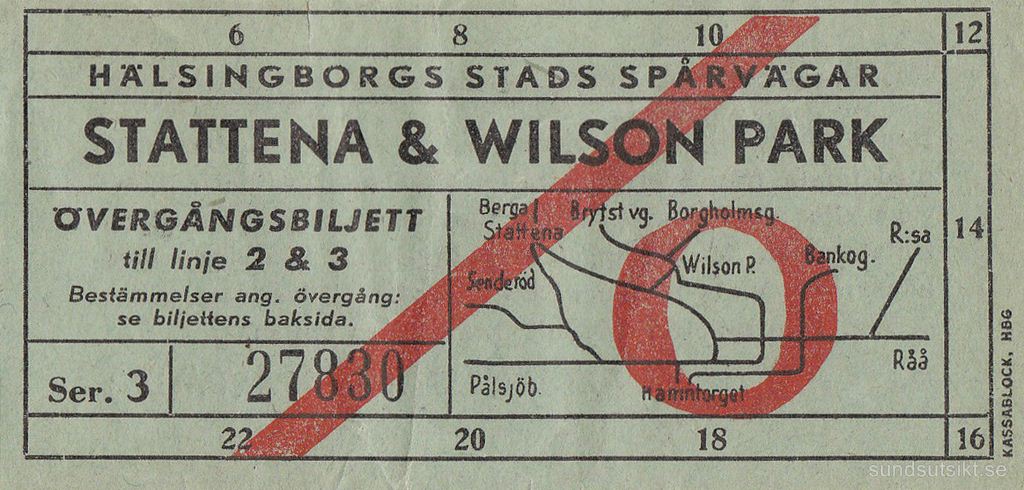 6 8 10 12
HÄLSINGBORGS STADS SPÅRVÄGAR
STATTENA & WILSON PARK
ÖVERGÅNGSBILJETT
till linje 2 & 3
Bestämmelser ang. övergång:
se biljettens baksida.
Ser. 3 27830
Berga/
Stattena
Brytstvg.
Borgholmsg.
R:sa
14
Wilson P.
Bankog.
Senderöd
Råå
Pålsjöb.
Hamntorget
22 20 18 16
KASSABLOCK, HBG
sundsutsikt.se